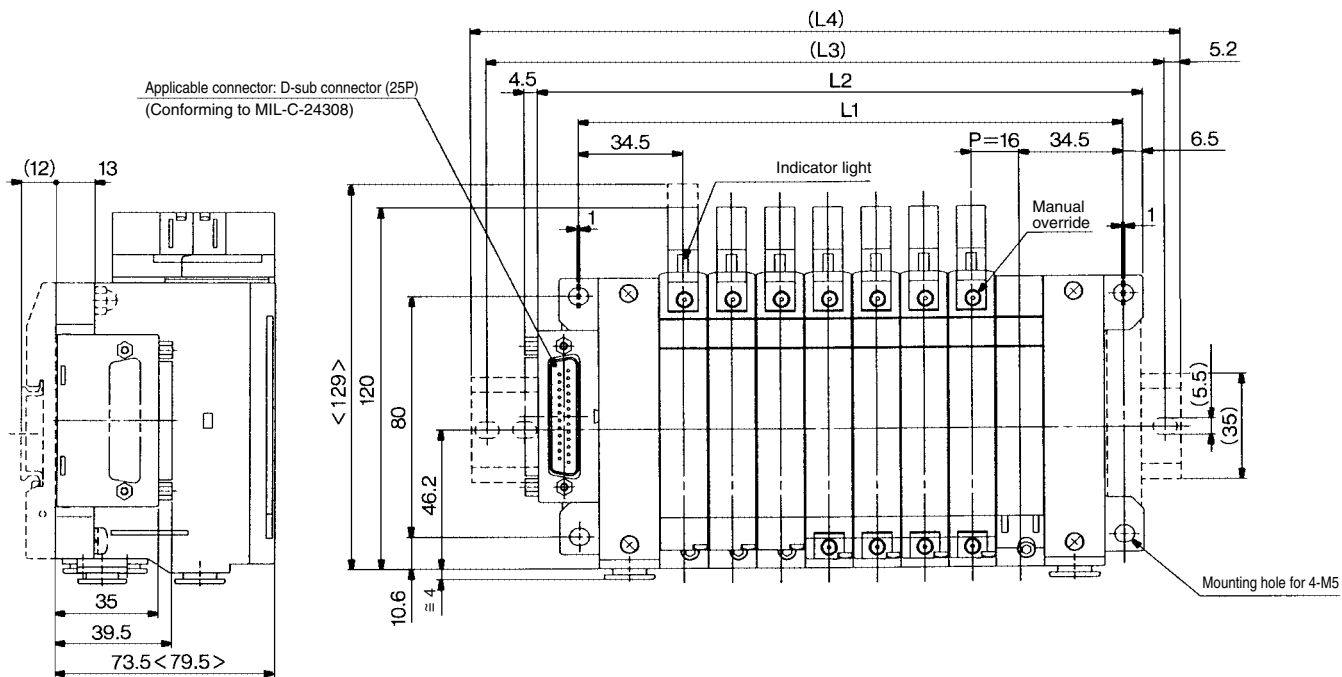 (L4)
(L3)
5.2
Applicable connector: D-sub connector (25P)
(Conforming to MIL-C-24308)
4.5
L2
L1
34.5
P=16
34.5
6.5
(12)
13
Indicator light
1
Manual
override
1
<129>
120
80
46.2
(5.5)
(35)
10.6
≅4
Mounting hole for 4-M5
35
39.5
73.5<79.5>